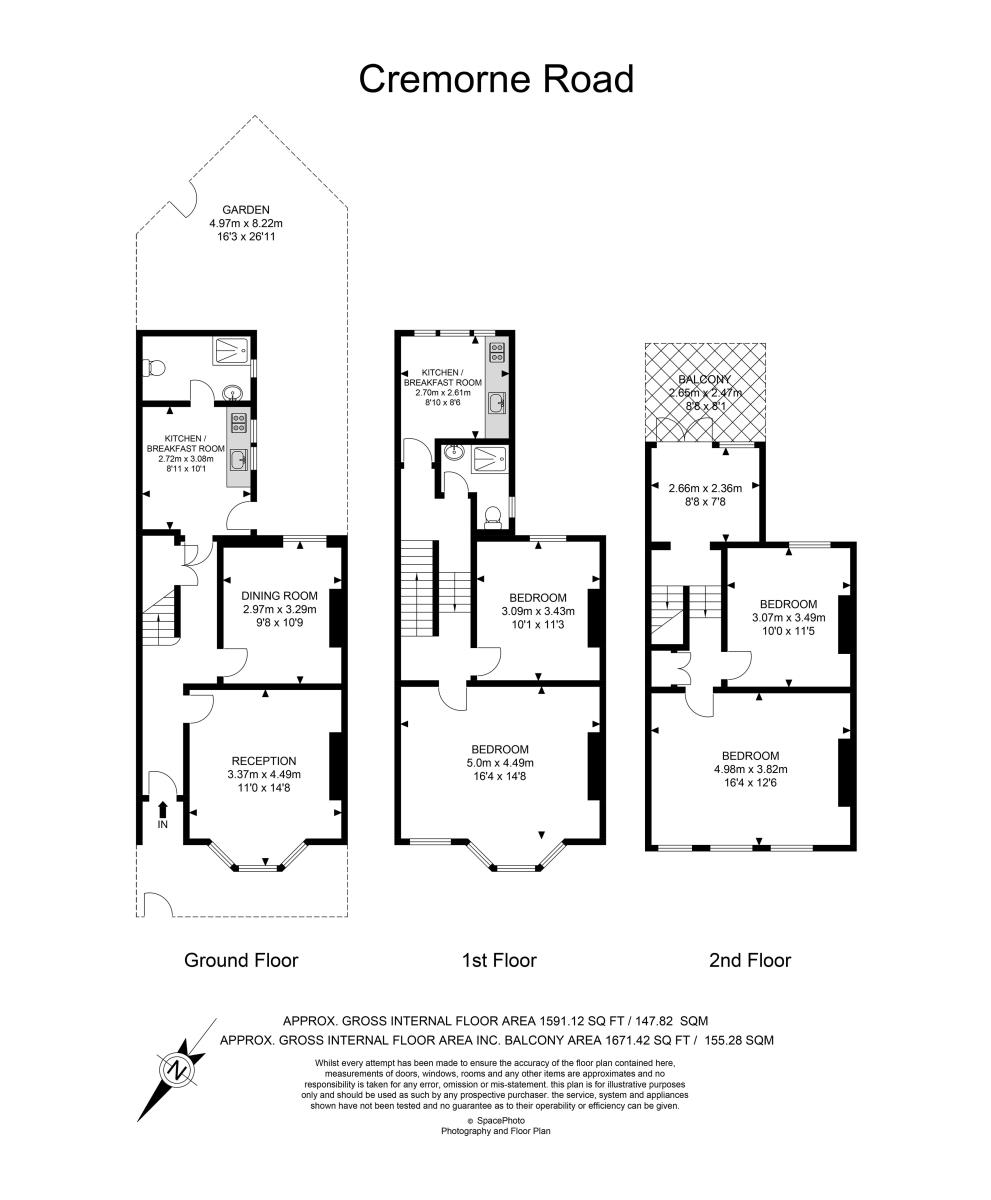 Cremorne Road
GARDEN
4.97m x 8.22m
16'3 x 26'11
KITCHEN /
BREAKFAST ROOM
2.72m x 3.08m
8'11 x 10'1
DINING ROOM
2.97m x 3.29m
9'8 x 10'9
RECEPTION
3.37m x 4.49m
11'0 x 14'8
IN
Ground Floor
KITCHEN /
BREAKFAST ROOM
2.70m x 2.61m
8'10 x 8'6
BEDROOM
3.09m x 3.43m
10'1 x 11'3
BEDROOM
5.0m x 4.49m
16'4 x 14'8
1st Floor
BALCONY
2.65m x 2.47m
8'8 x 8'1
2.66m x 2.36m
8'8 x 7'8
BEDROOM
3.07m x 3.49m
10'0 x 11'5
BEDROOM
4.98m x 3.82m
16'4 x 12'6
2nd Floor
APPROX. GROSS INTERNAL FLOOR AREA 1591.12 SQ FT / 147.82 SQM
APPROX. GROSS INTERNAL FLOOR AREA INC. BALCONY AREA 1671.42 SQ FT / 155.28 SQM
N
Whilst every attempt has been made to ensure the accuracy of the floor plan contained here,
measurements of doors, windows, rooms and any other items are approximates and no
responsibility is taken for any error, omission or mis-statement. this plan is for illustrative purposes
only and should be used as such by any prospective purchaser. the service, system and appliances
shown have not been tested and no guarantee as to their operability or efficiency can be given.
© SpacePhoto
Photography and Floor Plan